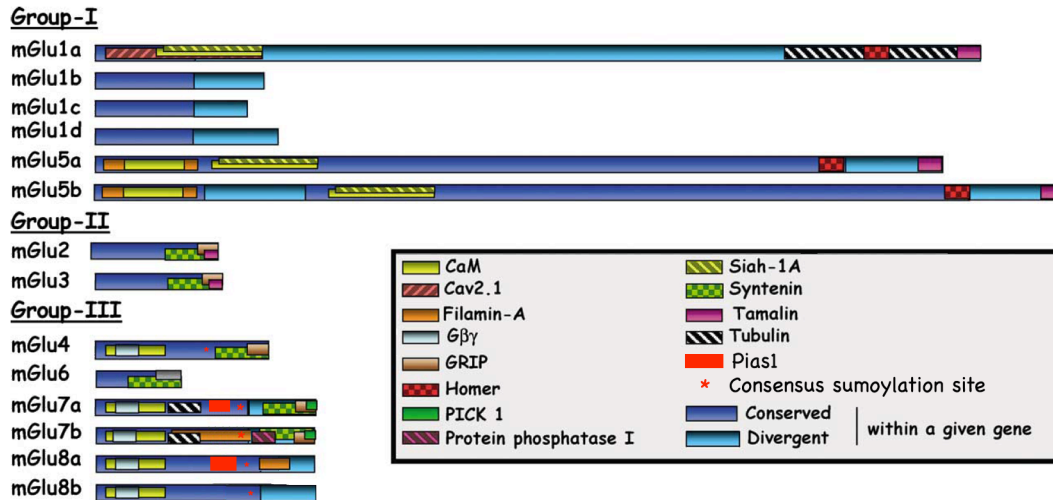 Group-I
mGlu1a
mGlu1b
mGlu1c
mGlu1d
mGlu5a
mGlu5b
Group-II
mGlu2
mGlu3
Group-III
mGlu4
mGlu6
mGlu7a
mGlu7b
mGlu8a
mGlu8b
CaM
Cav2.1
Filamin-A
Gβγ
GRIP
Homer
PICK 1
Protein phosphatase I
Siah-1A
Syntenin
Tamalin
Tubulin
Pias1
* Consensus sumoylation site
Conserved
Divergent
within a given gene